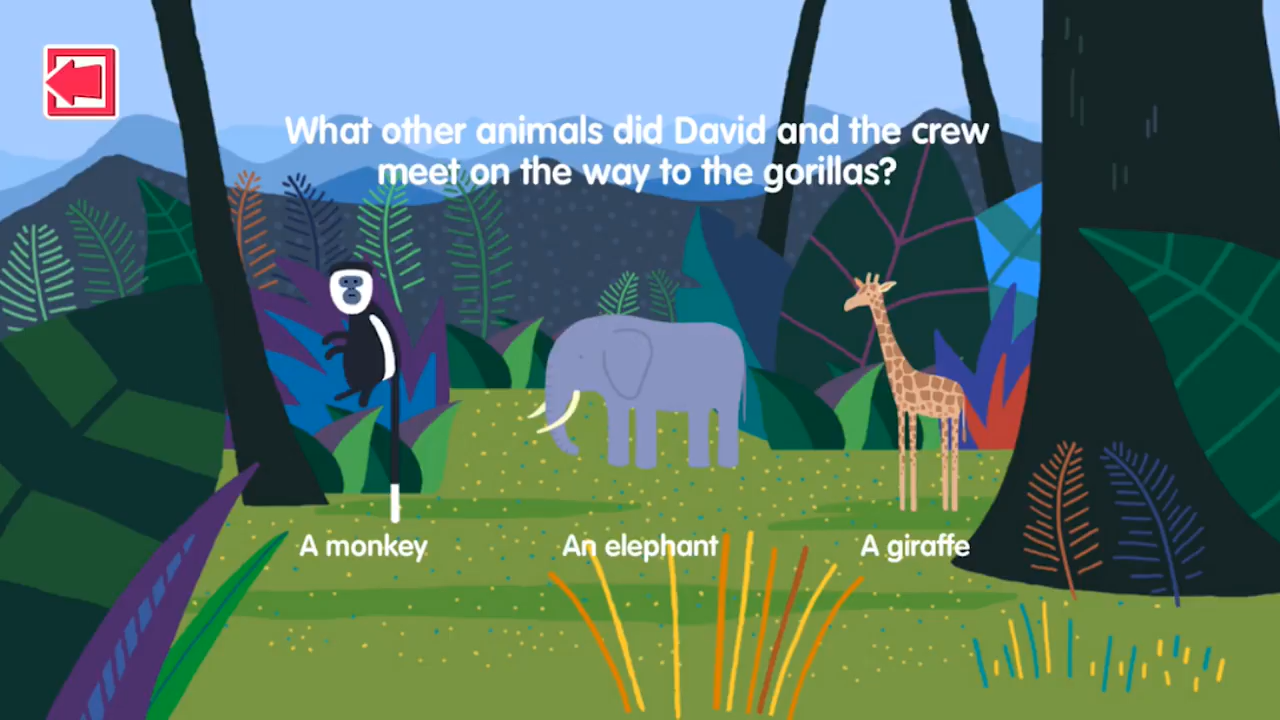 What other animals did David and the crew
meet on the way to the gorillas?
A monkey
An elephant
A giraffe